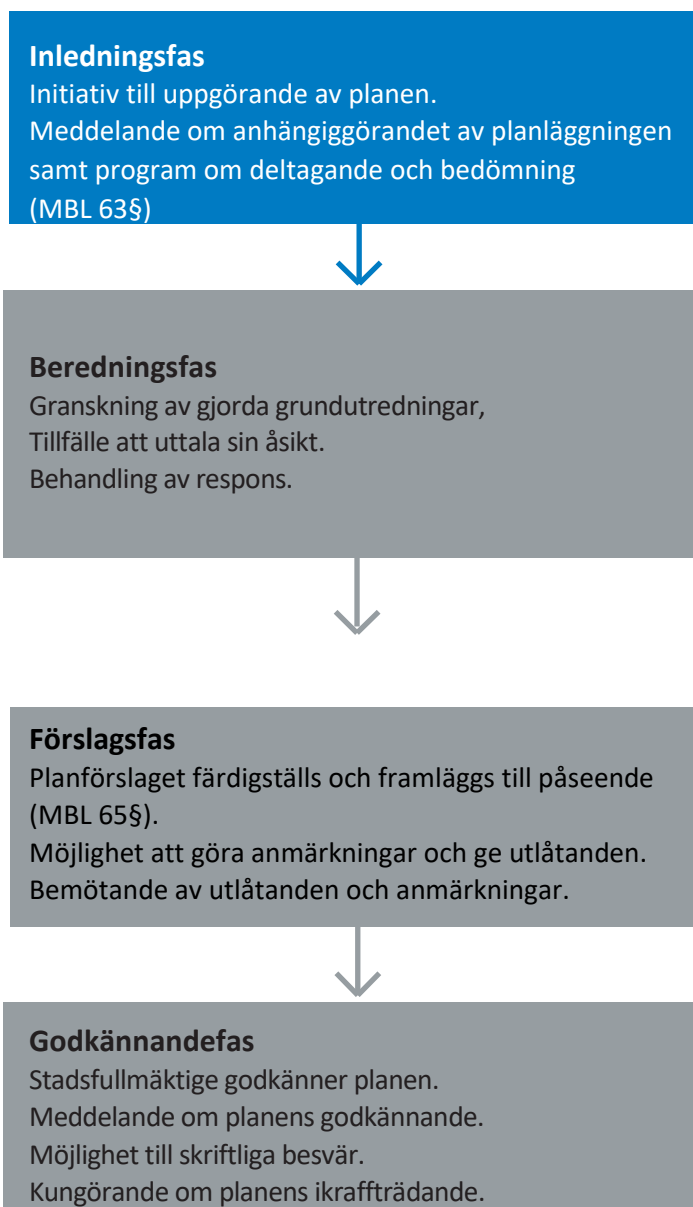 Inledningsfas
Initiativ till uppgörande av planen.
Meddelande om anhängiggörandet av planläggningen
samt program om deltagande och bedömning
(MBL 63§)
Beredningsfas
Granskning av gjorda grundutredningar,
Tillfälle att uttala sin åsikt.
Behandling av respons.
Förslagsfas
Planförslaget färdigställs och framläggs till påseende
(MBL 65§).
Möjlighet att göra anmärkningar och ge utlåtanden.
Bemötande av utlåtanden och anmärkningar.
Godkännandefas
Stadsfullmäktige godkänner planen.
Meddelande om planens godkännande.
Möjlighet till skriftliga besvär.
Kungörande om planens ikraffträdande.